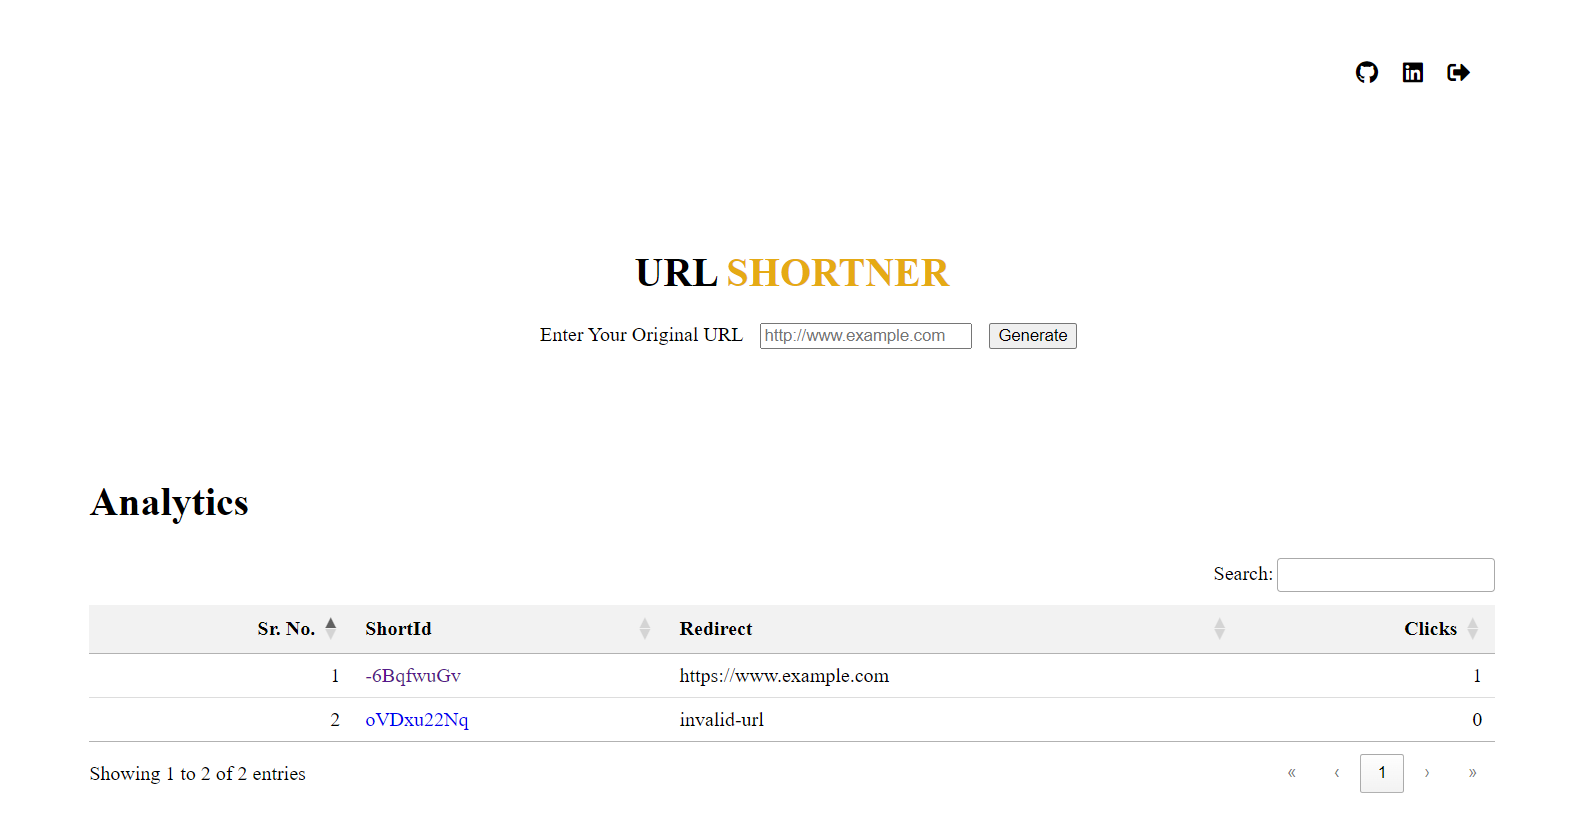 URL SHORTNER
Enter Your Original URL http://www.example.com Generate
Analytics
Search:
Sr. No. ShortId Redirect Clicks
1 -6BqfwuGv https://www.example.com 1
2 oVDxu22Nq invalid-url 0
Showing 1 to 2 of 2 entries « ‹ 1 › »